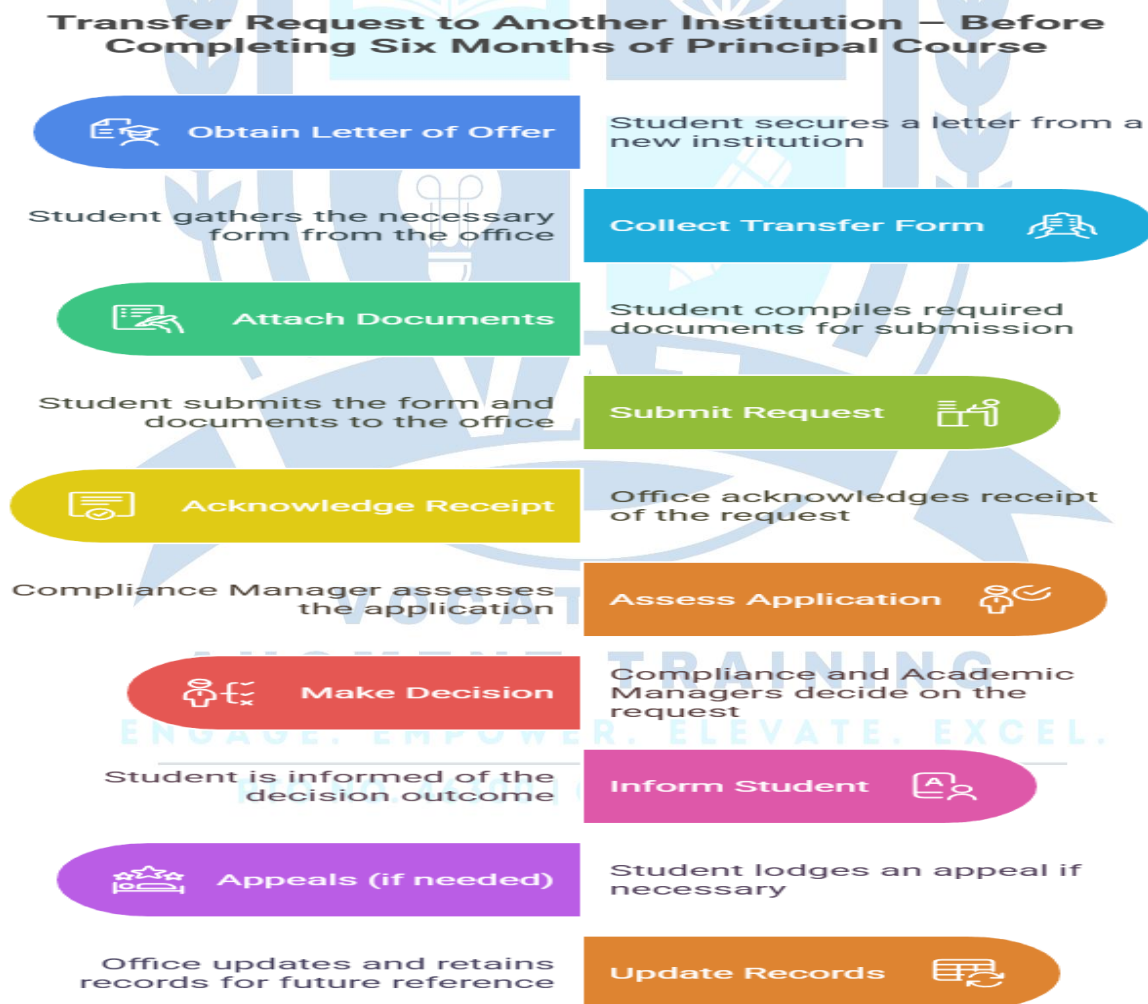 Transfer Request to Another Institution – Before
Completing Six Months of Principal Course
Obtain Letter of Offer
Student secures a letter from a
new institution
Student gathers the necessary
form from the office
Collect Transfer Form
Attach Documents
Student compiles required
documents for submission
Student submits the form and
documents to the office
Submit Request
Acknowledge Receipt
Office acknowledges receipt
of the request
Compliance Manager assesses
the application
Assess Application
Make Decision
Compliance and Academic
Managers decide on the
request
TRAINING
ENGAGE. EMPOWER. ELEVATE. EXCEL.
Student is informed of the
decision outcome
Inform Student
Appeals (if needed)
Student lodges an appeal if
necessary
Office updates and retains
records for future reference
Update Records